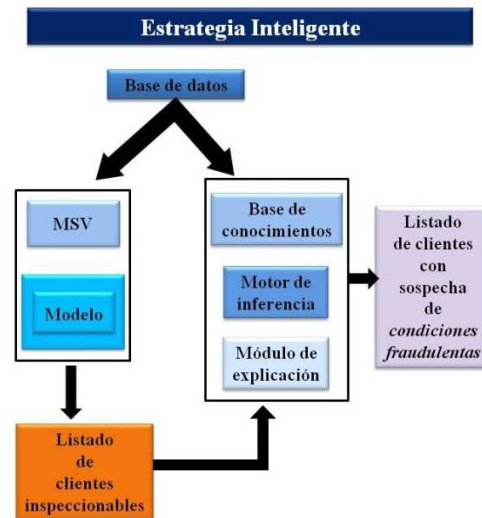 Estrategia Inteligente
Base de datos
MSV
Modelo
Listado
de
clientes
inspeccionables
Base de
conocimientos
Motor de
inferencia
Módulo de
explicación
Listado
de clientes
con
sospecha
de
condiciones
fraudulentas